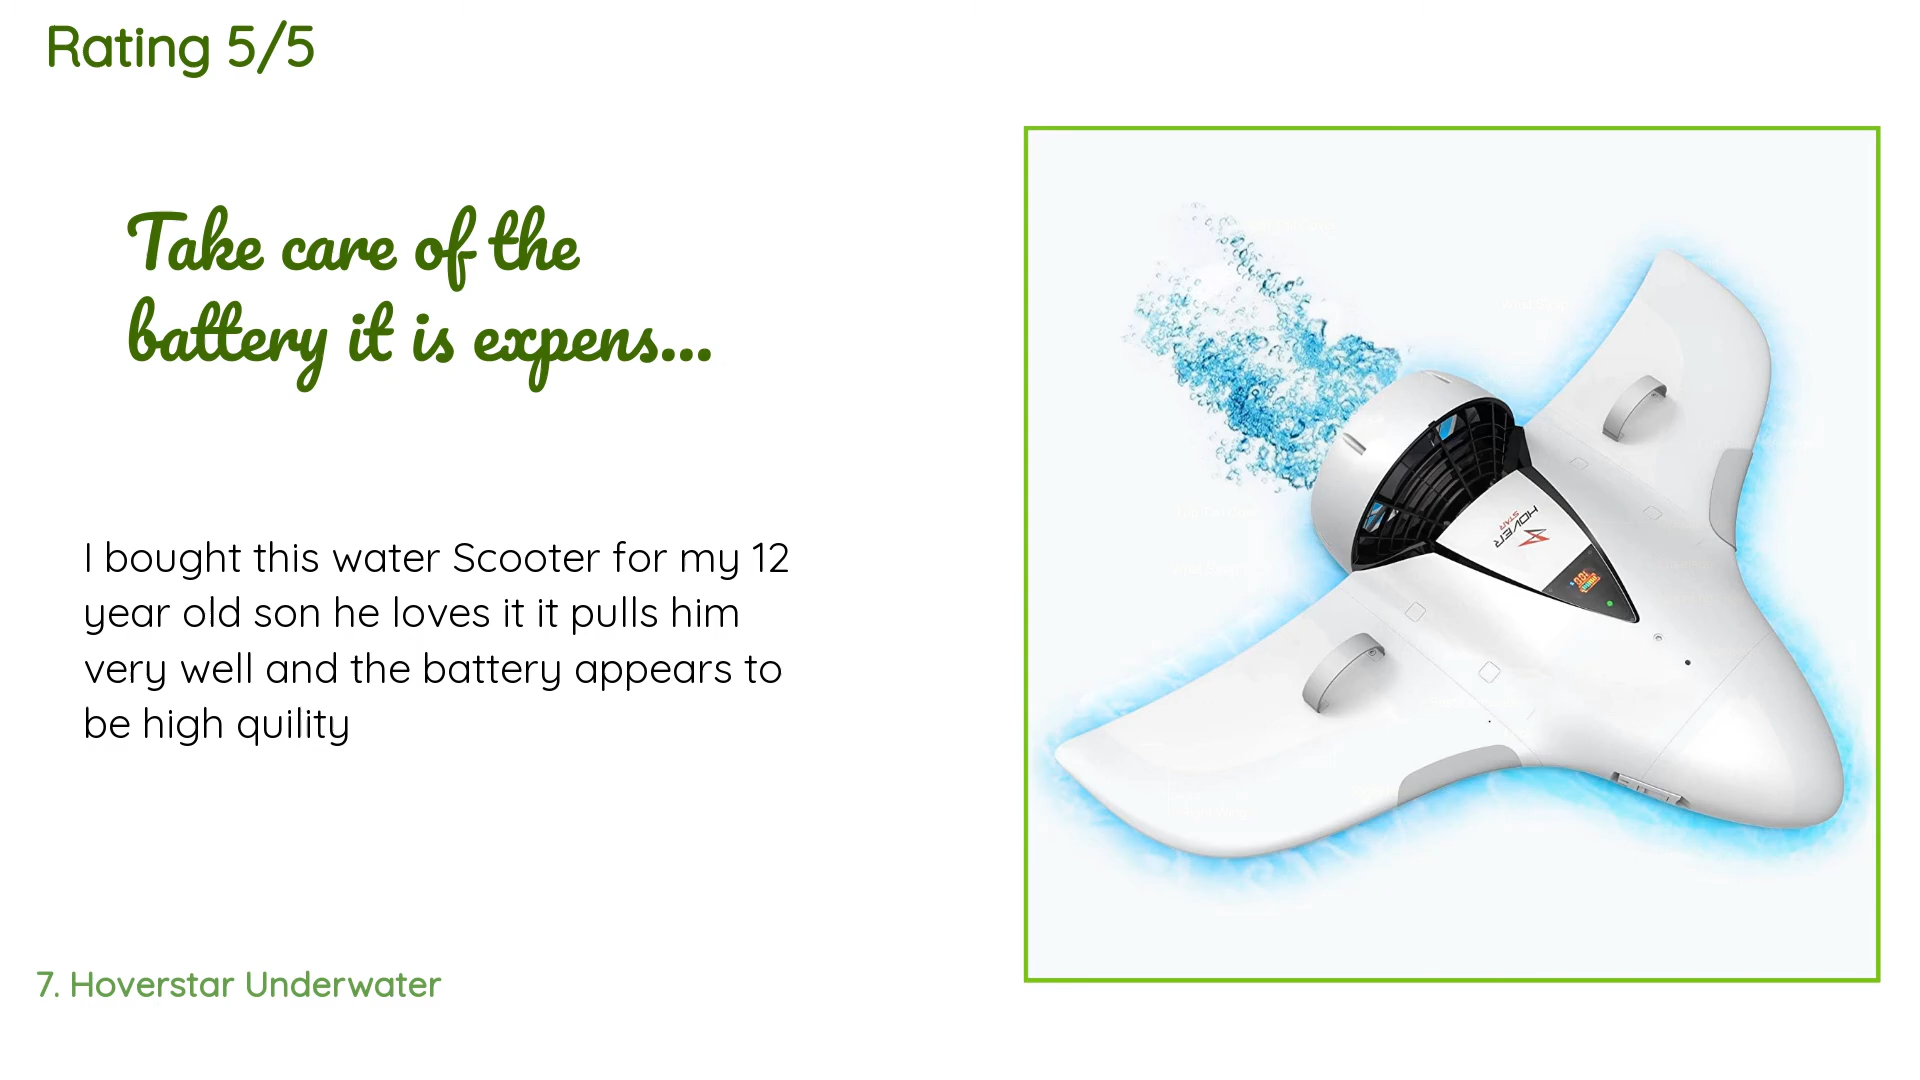 Rating 5/5
Take care of the
battery it is expens...
I bought this water Scooter for my 12
year old son he loves it it pulls him
very well and the battery appears to
be high quility
7. Hoverstar Underwater
HOVER
STAR